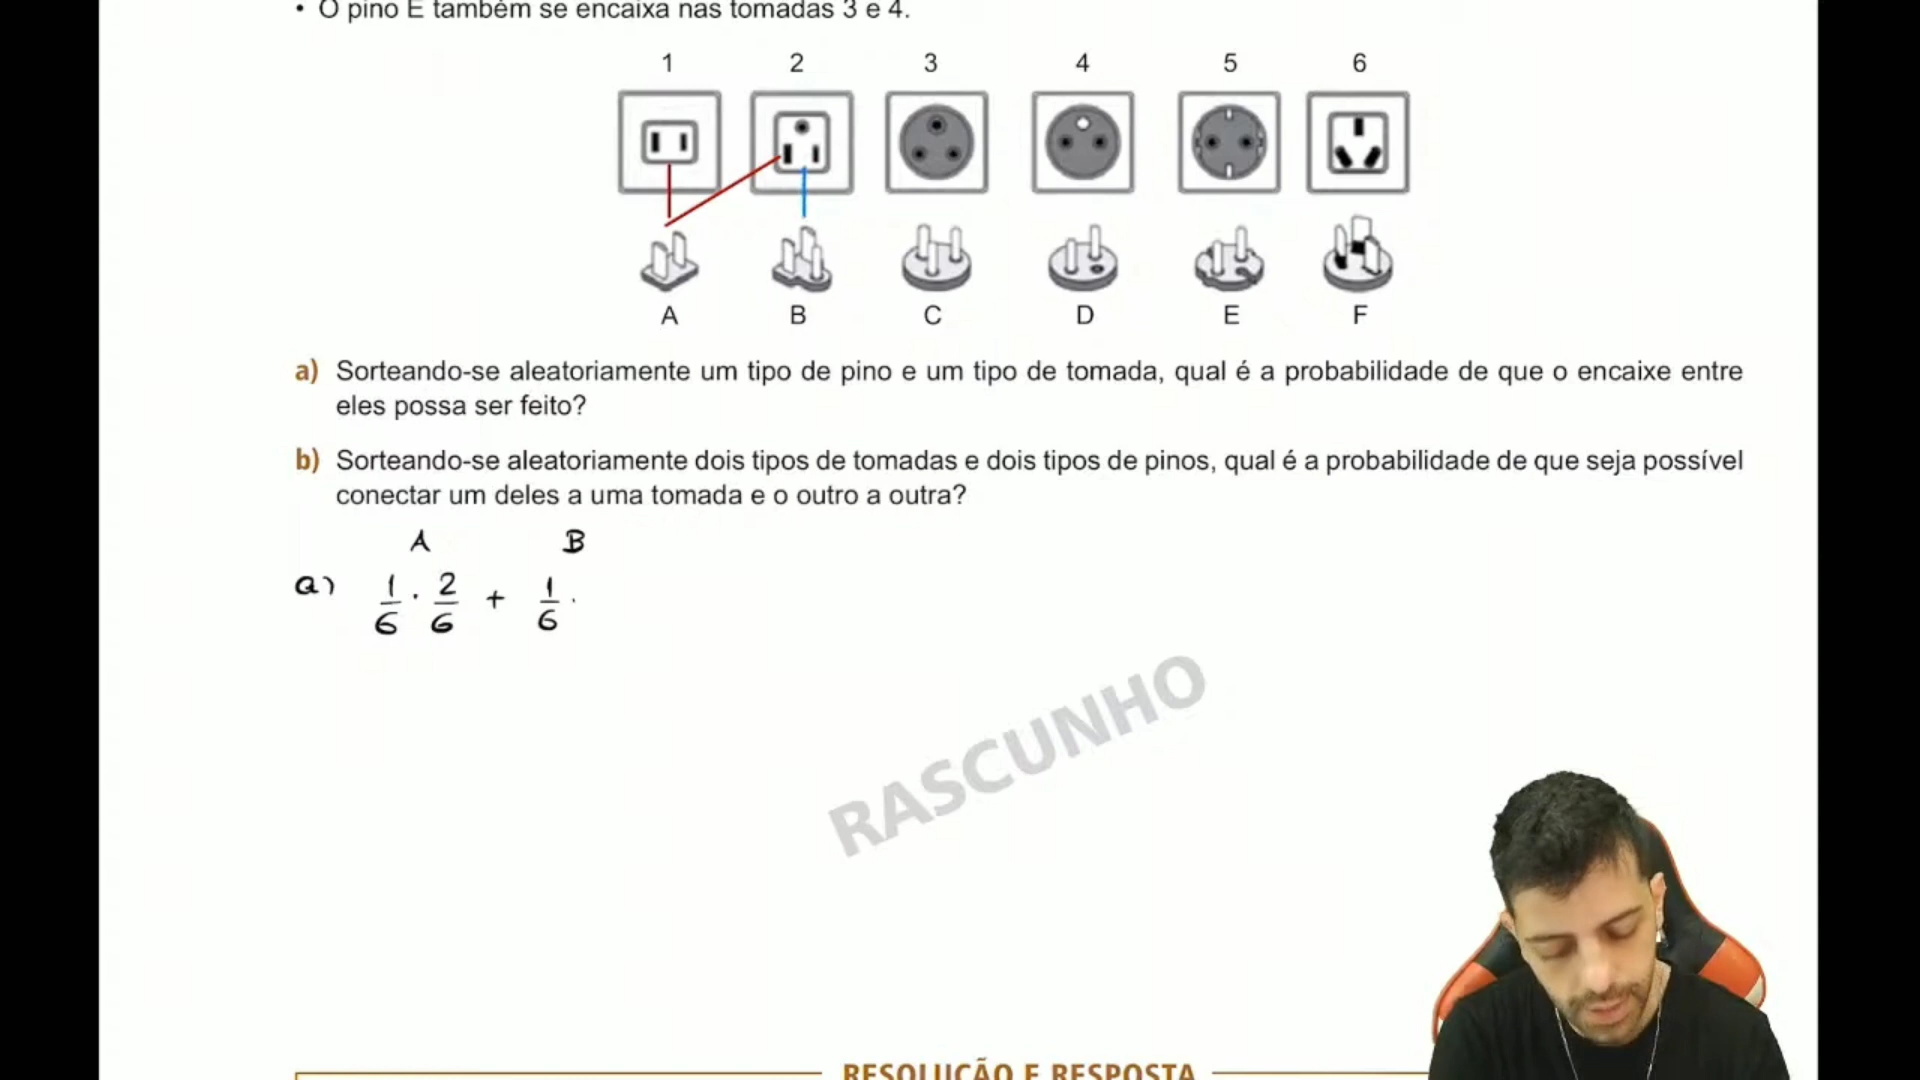 • O pino E também se encaixa nas tomadas 3 e 4.
1 2 3 4 5 6
A B C D E F
a) Sorteando-se aleatoriamente um tipo de pino e um tipo de tomada, qual é a probabilidade de que o encaixe entre
eles possa ser feito?
b) Sorteando-se aleatoriamente dois tipos de tomadas e dois tipos de pinos, qual é a probabilidade de que seja possível
conectar um deles a uma tomada e o outro a outra?
A B
a) 1/6 · 2/6 + 1/6 ·
RASCUNHO
RESOLUÇÃO E RESPOSTA